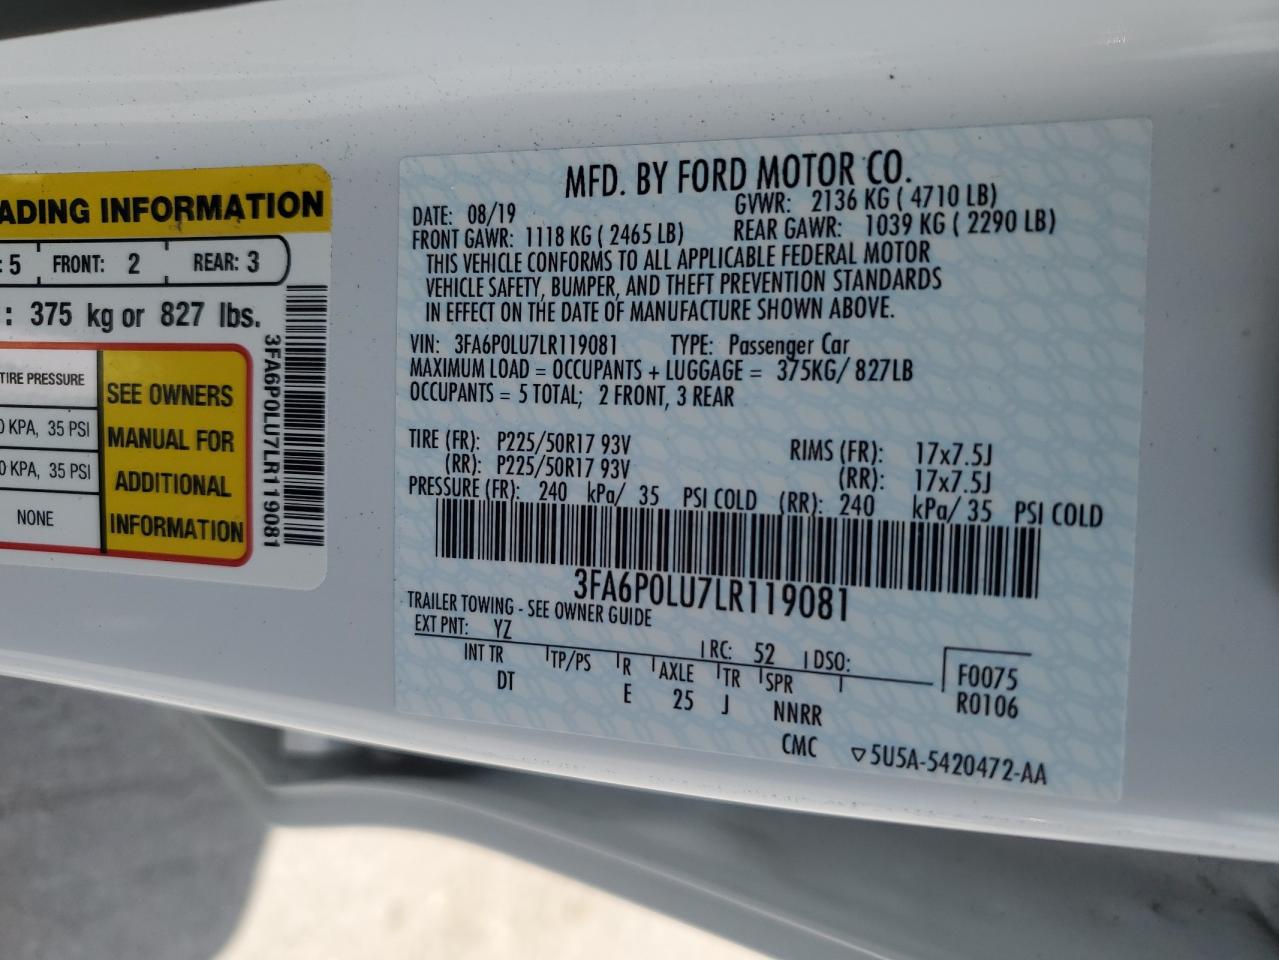 ADING INFORMATION
: 5 FRONT: 2 REAR: 3
: 375 kg or 827 lbs.
TIRE PRESSURE
0 KPA, 35 PSI
0 KPA, 35 PSI
NONE
SEE OWNERS
MANUAL FOR
ADDITIONAL
INFORMATION
3FA6P0LU7LR119081
MFD. BY FORD MOTOR CO.
DATE: 08/19 GVWR: 2136 KG ( 4710 LB)
FRONT GAWR: 1118 KG ( 2465 LB) REAR GAWR: 1039 KG ( 2290 LB)
THIS VEHICLE CONFORMS TO ALL APPLICABLE FEDERAL MOTOR
VEHICLE SAFETY, BUMPER, AND THEFT PREVENTION STANDARDS
IN EFFECT ON THE DATE OF MANUFACTURE SHOWN ABOVE.
VIN: 3FA6P0LU7LR119081 TYPE: Passenger Car
MAXIMUM LOAD = OCCUPANTS + LUGGAGE = 375KG/ 827LB
OCCUPANTS = 5 TOTAL; 2 FRONT, 3 REAR
TIRE (FR): P225/50R17 93V RIMS (FR): 17x7.5J
(RR): P225/50R17 93V (RR): 17x7.5J
PRESSURE (FR): 240 kPa/ 35 PSI COLD (RR): 240 kPa/ 35 PSI COLD
3FA6P0LU7LR119081
TRAILER TOWING - SEE OWNER GUIDE
EXT PNT: YZ RC: 52 DSO:
INT TR TP/PS R AXLE TR SPR F0075
DT E 25 J NNRR R0106
CMC ▽5U5A-5420472-AA